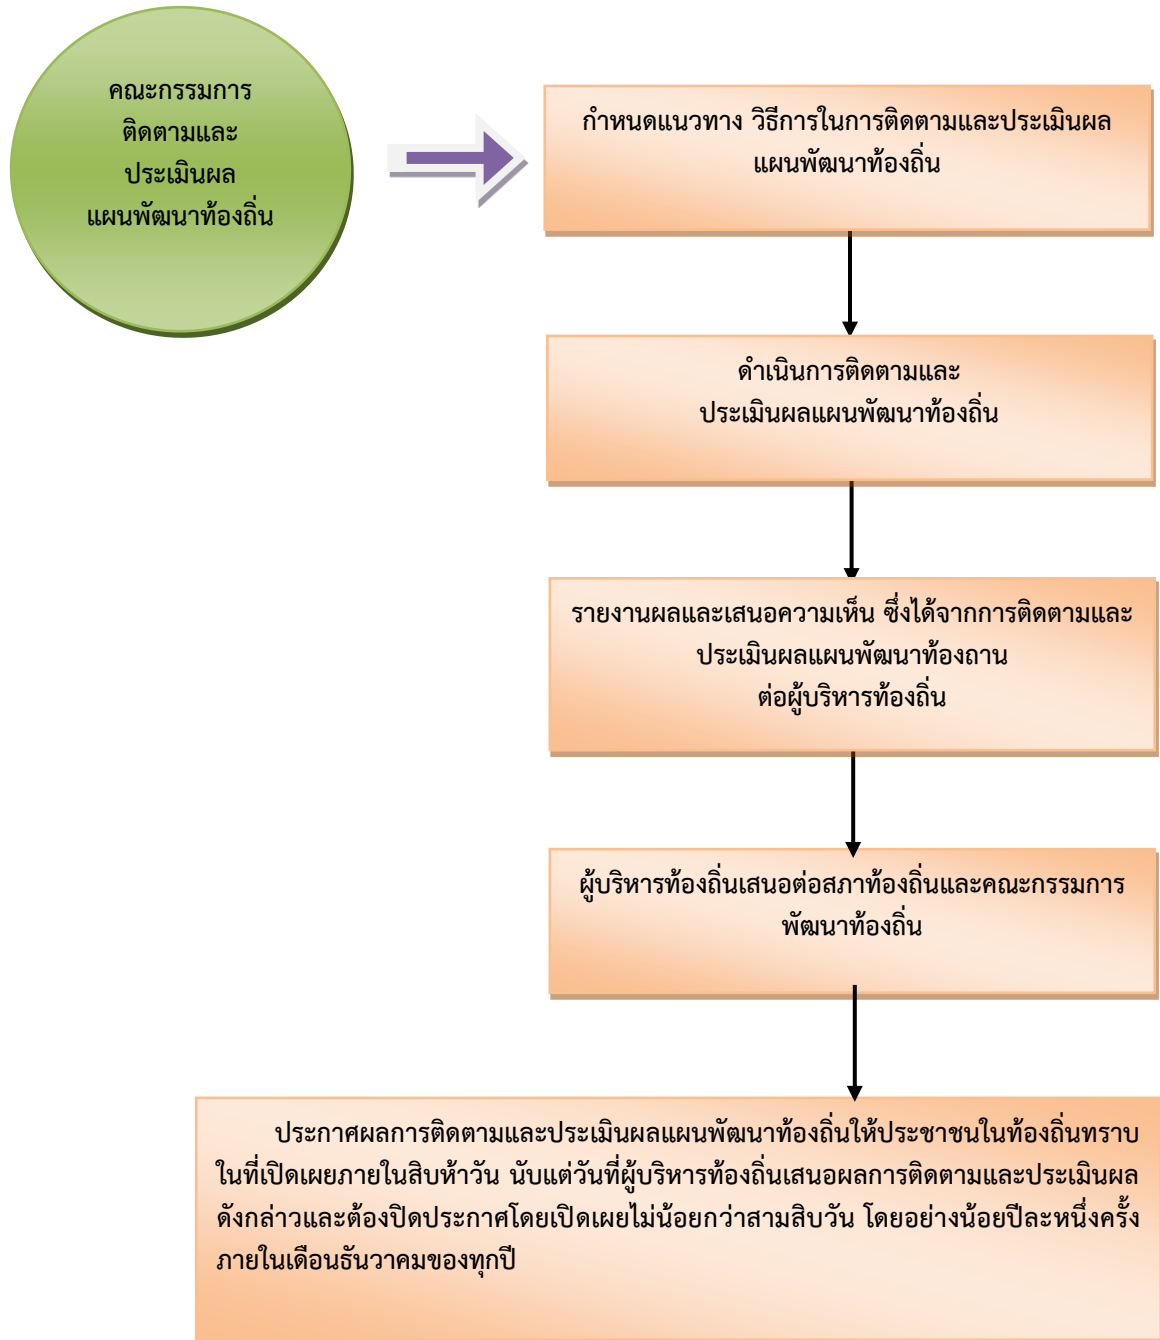 คณะกรรมการ
ติดตามและ
ประเมินผล
แผนพัฒนาท้องถิ่น
กำหนดแนวทาง วิธีการในการติดตามและประเมินผล
แผนพัฒนาท้องถิ่น
ดำเนินการติดตามและ
ประเมินผลแผนพัฒนาท้องถิ่น
รายงานผลและเสนอความเห็น ซึ่งได้จากการติดตามและ
ประเมินผลแผนพัฒนาท้องถาน
ต่อผู้บริหารท้องถิ่น
ผู้บริหารท้องถิ่นเสนอต่อสภาท้องถิ่นและคณะกรรมการ
พัฒนาท้องถิ่น
ประกาศผลการติดตามและประเมินผลแผนพัฒนาท้องถิ่นให้ประชาชนในท้องถิ่นทราบ
ในที่เปิดเผยภายในสิบห้าวัน นับแต่วันที่ผู้บริหารท้องถิ่นเสนอผลการติดตามและประเมินผล
ดังกล่าวและต้องปิดประกาศโดยเปิดเผยไม่น้อยกว่าสามสิบวัน โดยอย่างน้อยปีละหนึ่งครั้ง
ภายในเดือนธันวาคมของทุกปี